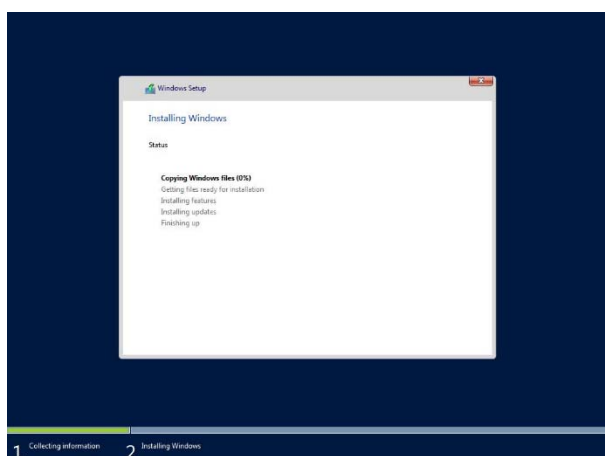 Windows Setup
x
Installing Windows
Status
Copying Windows files (0%)
Getting files ready for installation
Installing features
Installing updates
Finishing up
1 Collecting information
2 Installing Windows